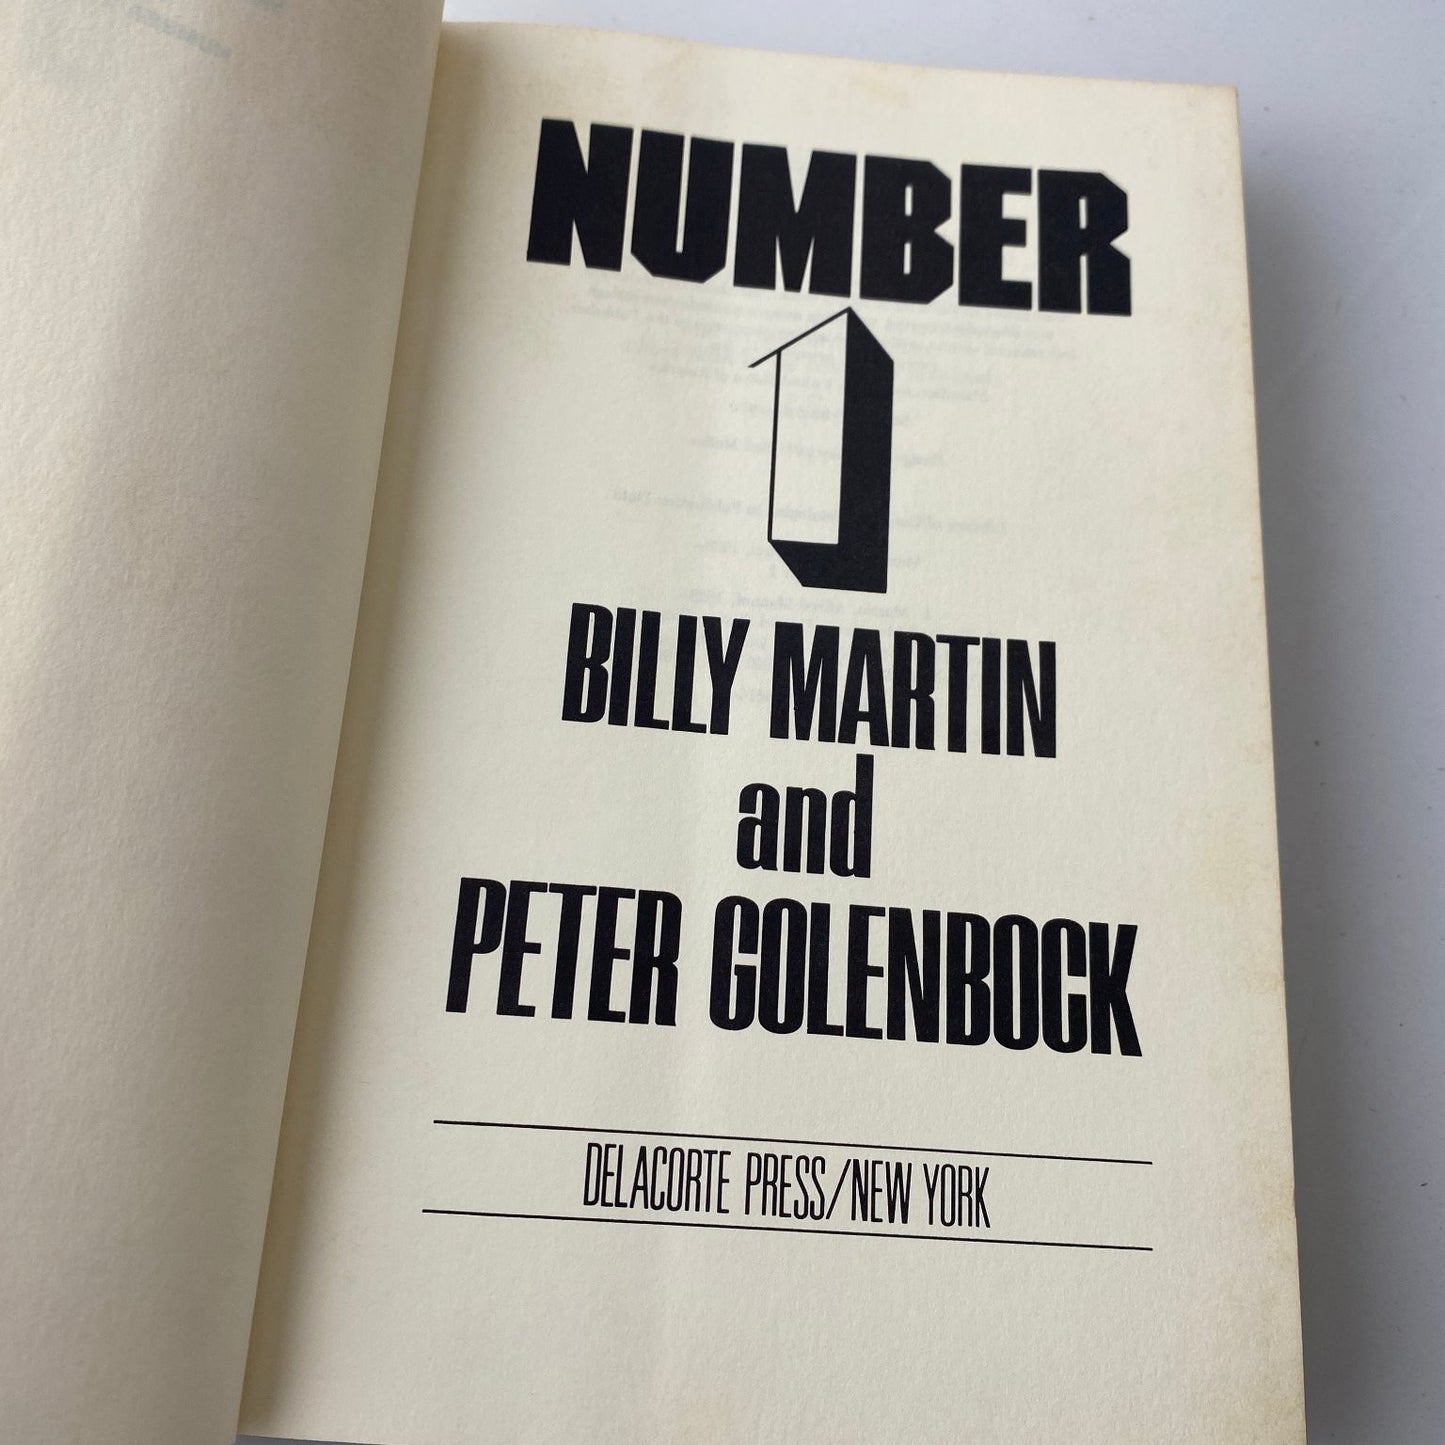 NUMBER
1
BILLY MARTIN
and
PETER GOLENBOCK
DELACORTE PRESS/NEW YORK